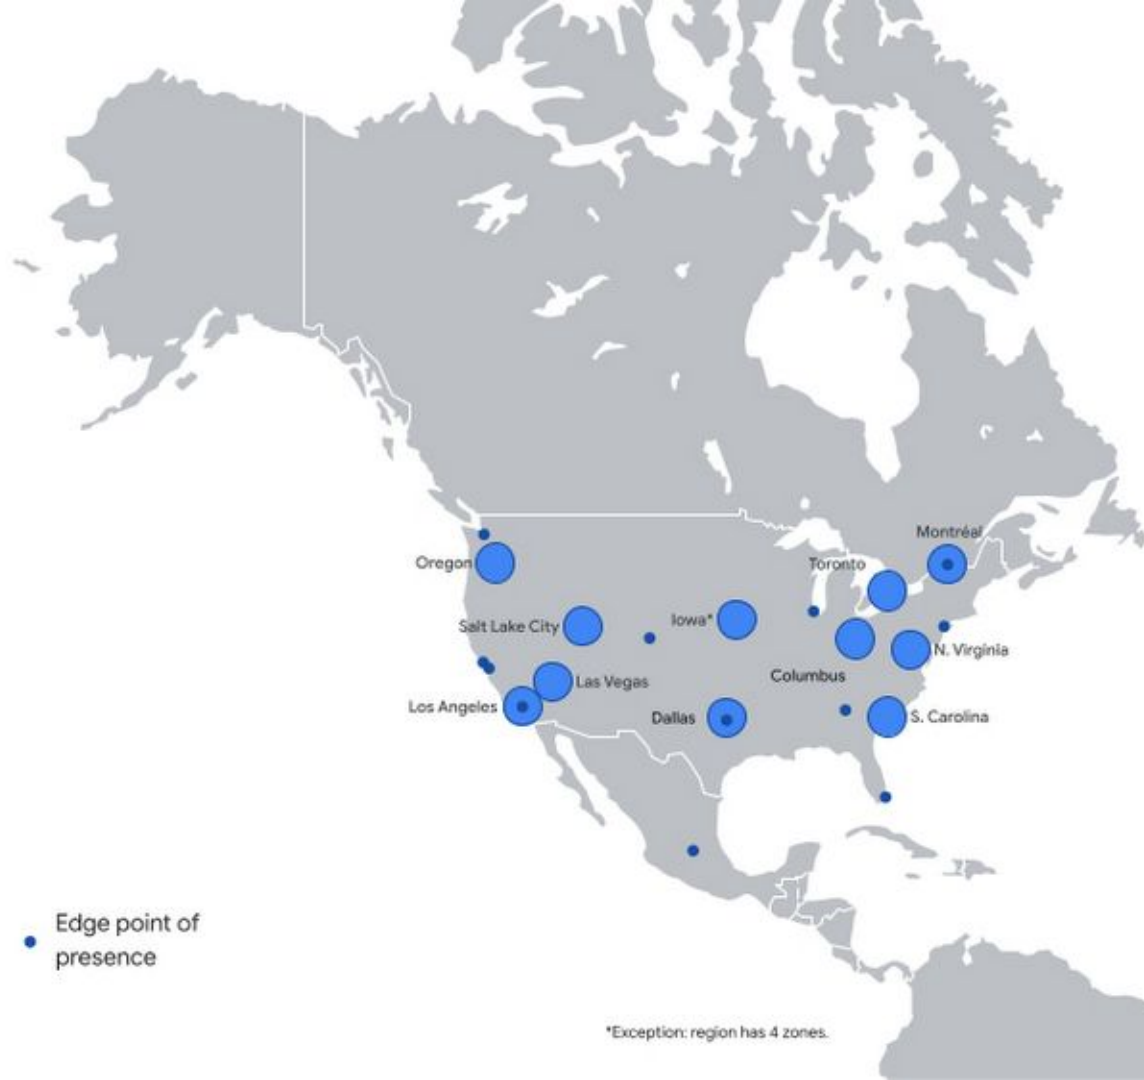 Montréal
Oregon
Toronto
Salt Lake City
Iowa*
N. Virginia
Columbus
Las Vegas
Los Angeles
Dallas
S. Carolina
Edge point of
presence
*Exception: region has 4 zones.